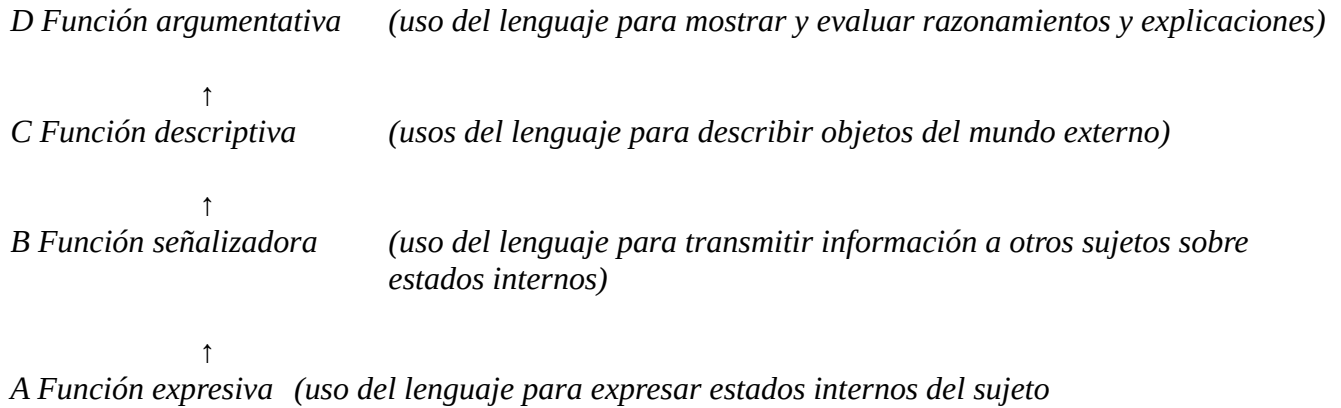 D Función argumentativa (uso del lenguaje para mostrar y evaluar razonamientos y explicaciones)
↑
C Función descriptiva (usos del lenguaje para describir objetos del mundo externo)
↑
B Función señalizadora (uso del lenguaje para transmitir información a otros sujetos sobre
estados internos)
↑
A Función expresiva (uso del lenguaje para expresar estados internos del sujeto